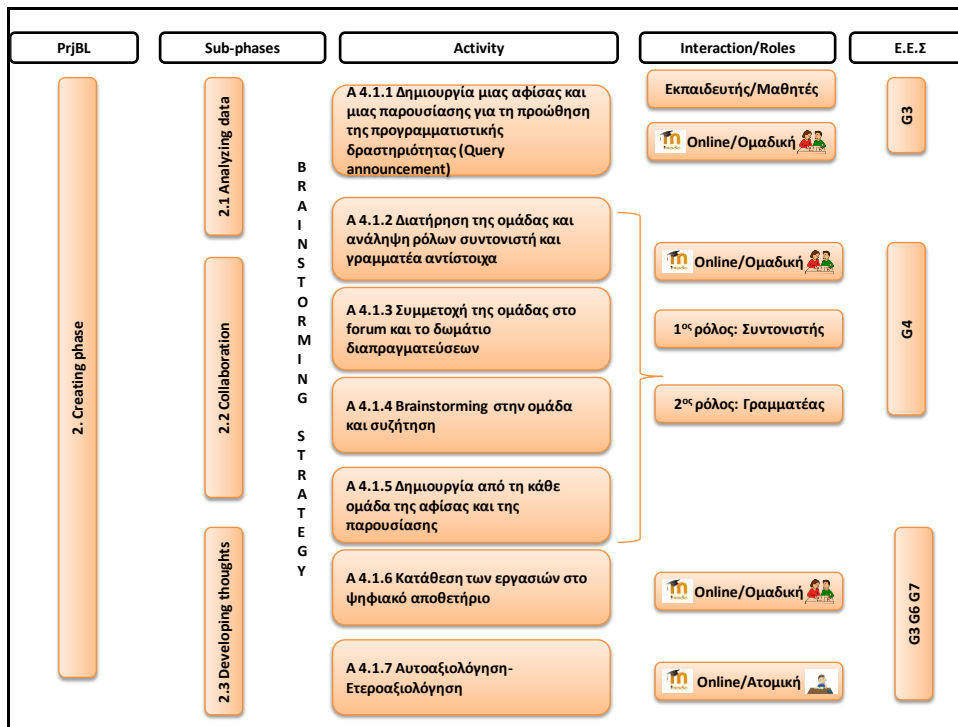 PrjBL
Sub-phases
Activity
Interaction/Roles
Ε.Ε.Σ
2. Creating phase
2.1 Analyzing data
2.2 Collaboration
2.3 Developing thoughts
BRAINSTORMING STRATEGY
Α 4.1.1 Δημιουργία μιας αφίσας και
μιας παρουσίασης για τη προώθηση
της προγραμματιστικής
δραστηριότητας (Query
announcement)
Α 4.1.2 Διατήρηση της ομάδας και
ανάληψη ρόλων συντονιστή και
γραμματέα αντίστοιχα
Α 4.1.3 Συμμετοχή της ομάδας στο
forum και το δωμάτιο
διαπραγματεύσεων
Α 4.1.4 Brainstorming στην ομάδα
και συζήτηση
Α 4.1.5 Δημιουργία από τη κάθε
ομάδα της αφίσας και της
παρουσίασης
Α 4.1.6 Κατάθεση των εργασιών στο
ψηφιακό αποθετήριο
Α 4.1.7 Αυτοαξιολόγηση-
Ετεροαξιολόγηση
Εκπαιδευτής/Μαθητές
moodle Online/Ομαδική
moodle Online/Ομαδική
1ος ρόλος: Συντονιστής
2ος ρόλος: Γραμματέας
moodle Online/Ομαδική
moodle Online/Ατομική
G3
G4
G3 G6 G7